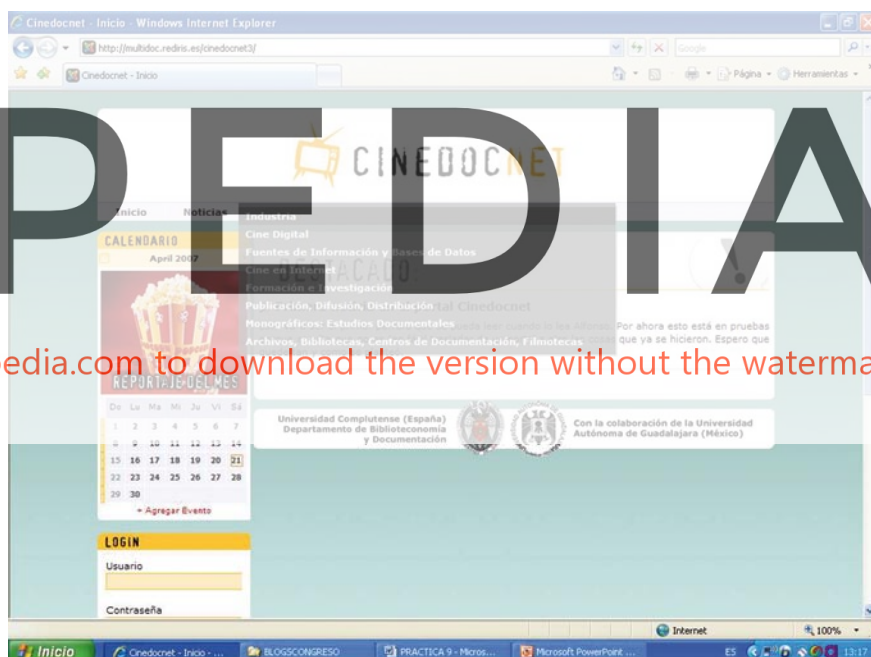 Cinedocnet - Inicio - Windows Internet Explorer
http://multidoc.rediris.es/cinedocnet3/
Google
Cinedocnet - Inicio
Página
Herramientas
PEDIA
CINEDOCNET
Inicio Noticias
Industria
Cine Digital
Fuentes de Información y Bases de Datos
Cine en Internet
Formación e Investigación
Publicación, Difusión, Distribución
Monográficos: Estudios Documentales
Archivos, Bibliotecas, Centros de Documentación, Filmotecas
CALENDARIO
April 2007
DESTACADO:
Cinedocnet
Por ahora esto está en pruebas
que ya se hicieron. Espero que
pedia.com to download the version without the waterma
REPORTAJE DEL MES
Do Lu Ma Mi Ju Vi Sá
1 2 3 4 5 6 7
8 9 10 11 12 13 14
15 16 17 18 19 20 21
22 23 24 25 26 27 28
29 30
+ Agregar Evento
Universidad Complutense (España)
Departamento de Biblioteconomía
y Documentación
Con la colaboración de la Universidad
Autónoma de Guadalajara (México)
LOGIN
Usuario
Contraseña
Internet
100%
Inicio
Cinedocnet - Inicio - ...
BLOGSCONGRESO
PRACTICA 9 - Micros...
Microsoft PowerPoint ...
ES
13:17